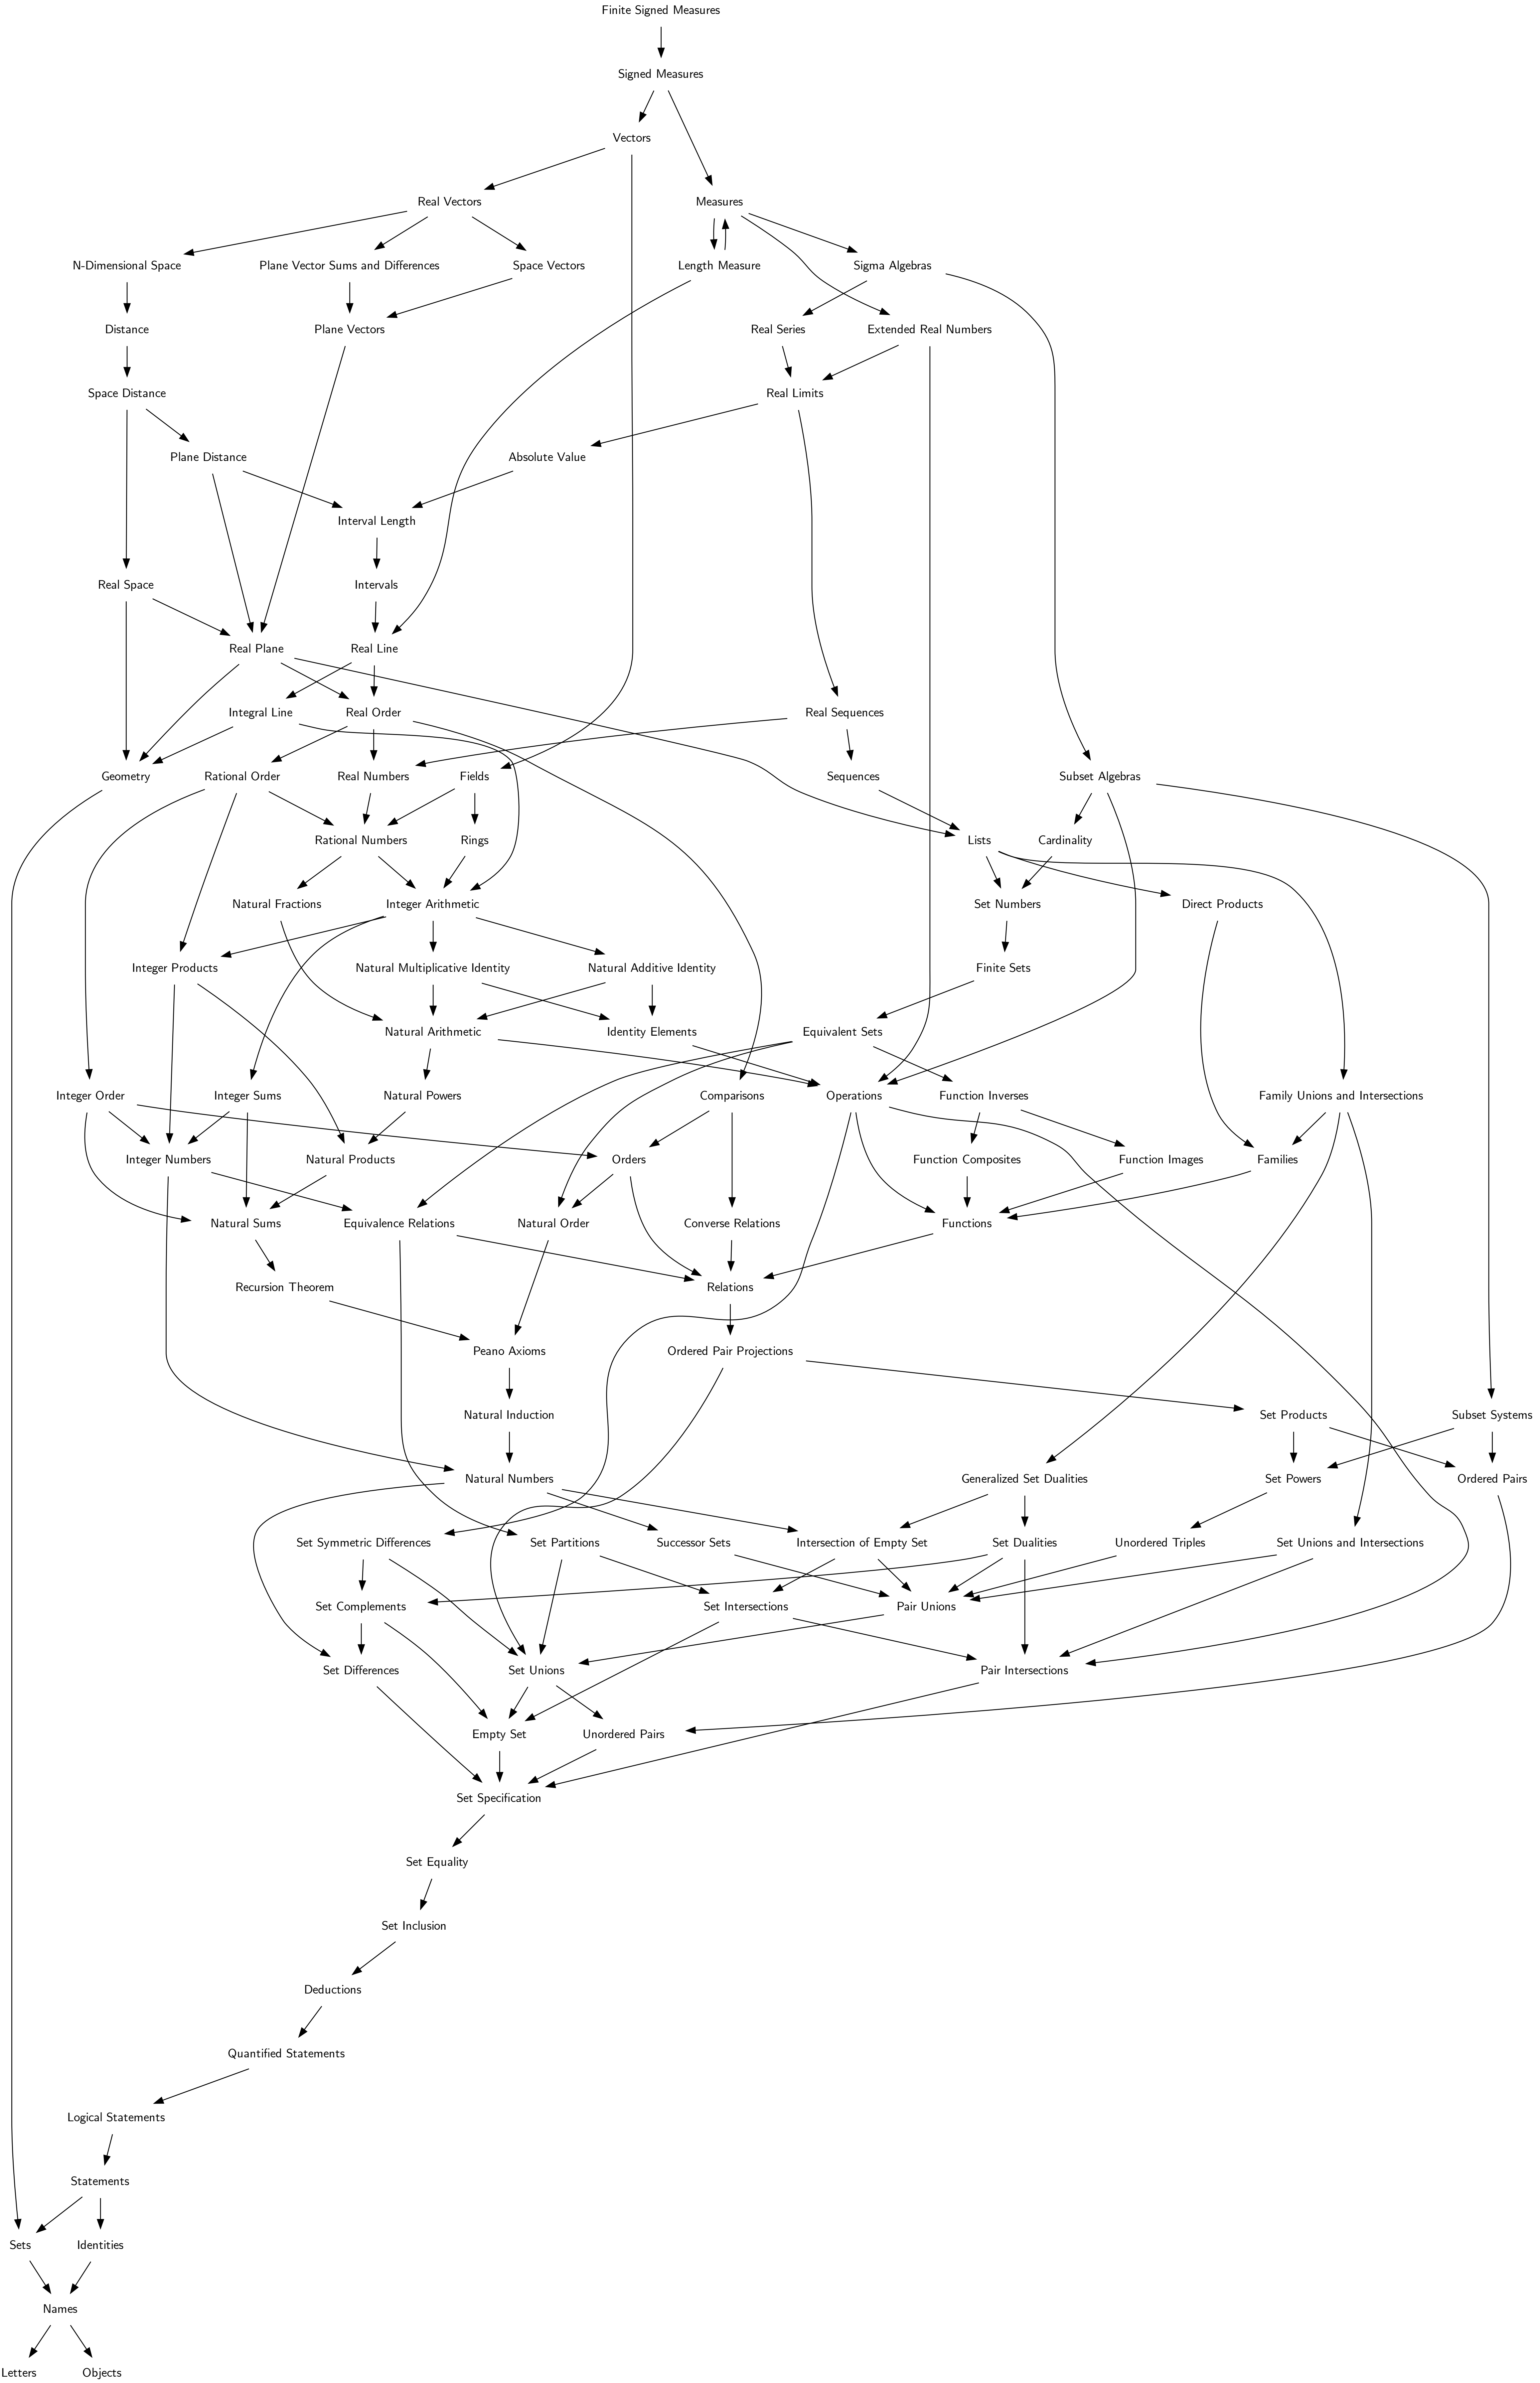 Finite Signed Measures
Signed Measures
Vectors
Real Vectors
Measures
N-Dimensional Space
Plane Vector Sums and Differences
Space Vectors
Length Measure
Sigma Algebras
Distance
Plane Vectors
Real Series
Extended Real Numbers
Space Distance
Real Limits
Plane Distance
Absolute Value
Interval Length
Real Space
Intervals
Real Plane
Real Line
Integral Line
Real Order
Real Sequences
Geometry
Rational Order
Real Numbers
Fields
Sequences
Subset Algebras
Rational Numbers
Rings
Lists
Cardinality
Natural Fractions
Integer Arithmetic
Set Numbers
Direct Products
Integer Products
Natural Multiplicative Identity
Natural Additive Identity
Finite Sets
Natural Arithmetic
Identity Elements
Equivalent Sets
Integer Order
Integer Sums
Natural Powers
Comparisons
Operations
Function Inverses
Family Unions and Intersections
Integer Numbers
Natural Products
Orders
Function Composites
Function Images
Families
Natural Sums
Equivalence Relations
Natural Order
Converse Relations
Functions
Recursion Theorem
Relations
Peano Axioms
Ordered Pair Projections
Natural Induction
Set Products
Subset Systems
Natural Numbers
Generalized Set Dualities
Set Powers
Ordered Pairs
Set Symmetric Differences
Set Partitions
Successor Sets
Intersection of Empty Set
Set Dualities
Unordered Triples
Set Unions and Intersections
Set Complements
Set Intersections
Pair Unions
Set Differences
Set Unions
Pair Intersections
Empty Set
Unordered Pairs
Set Specification
Set Equality
Set Inclusion
Deductions
Quantified Statements
Logical Statements
Statements
Sets
Identities
Names
Letters
Objects